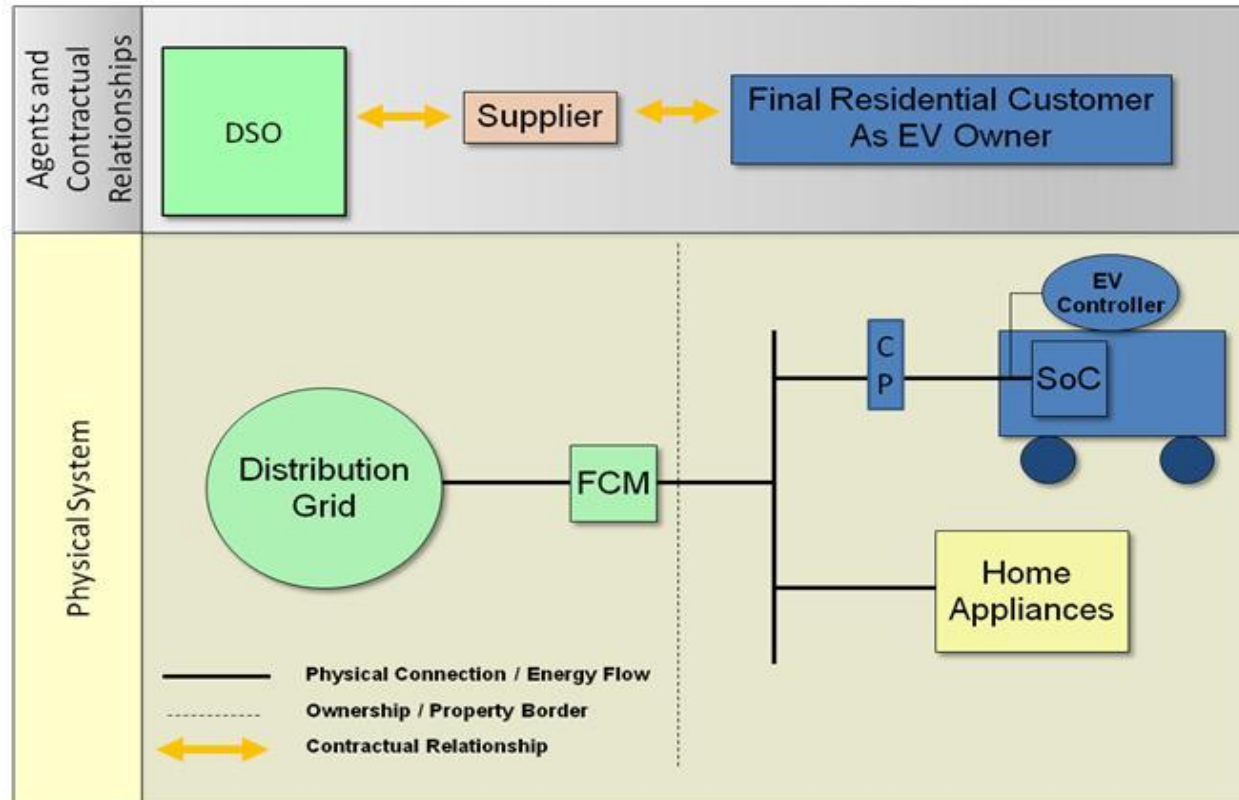 Agents and
Contractual
Relationships
DSO
Supplier
Final Residential Customer
As EV Owner
Physical System
Distribution
Grid
FCM
C
P
EV
Controller
SoC
Home
Appliances
Physical Connection / Energy Flow
Ownership / Property Border
Contractual Relationship